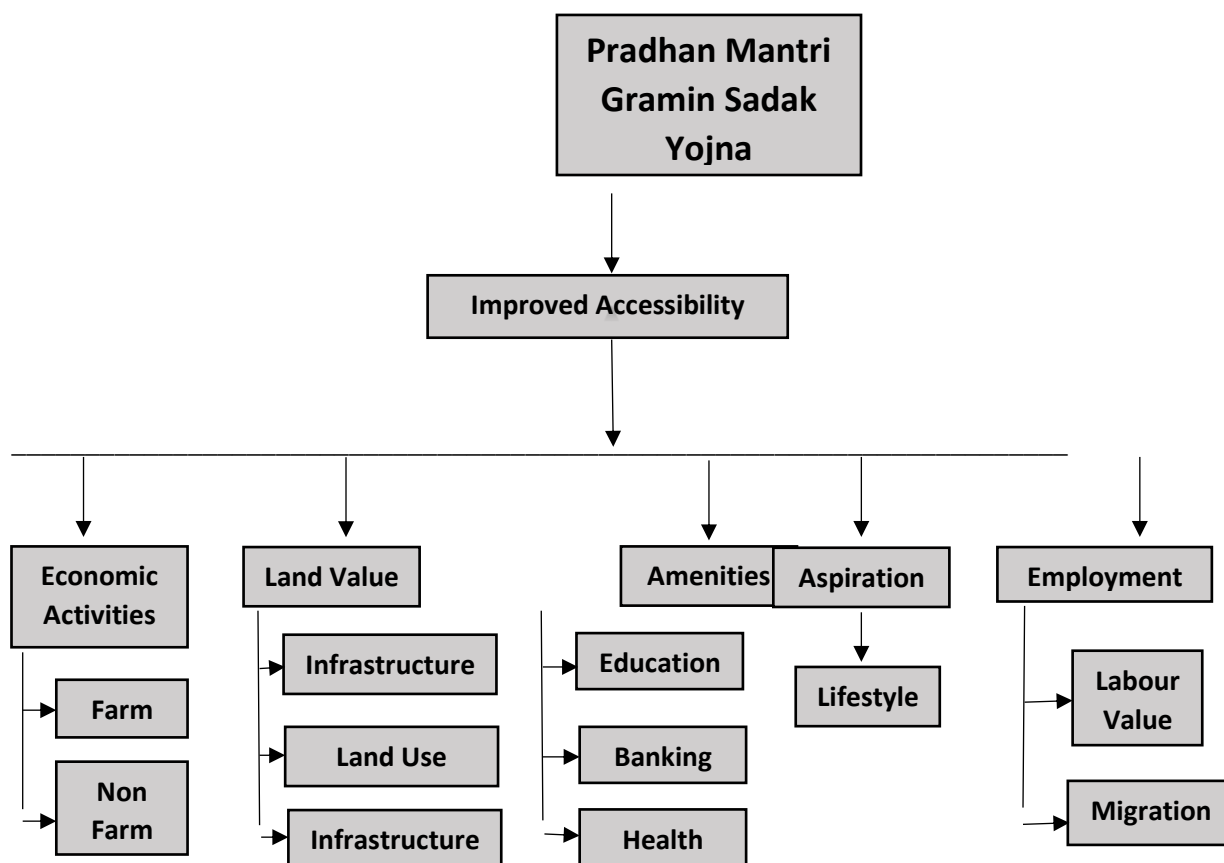 Pradhan Mantri
Gramin Sadak
Yojna
Improved Accessibility
Economic
Activities
Farm
Non
Farm
Land Value
Infrastructure
Land Use
Infrastructure
Amenities
Education
Banking
Health
Aspiration
Lifestyle
Employment
Labour
Value
Migration